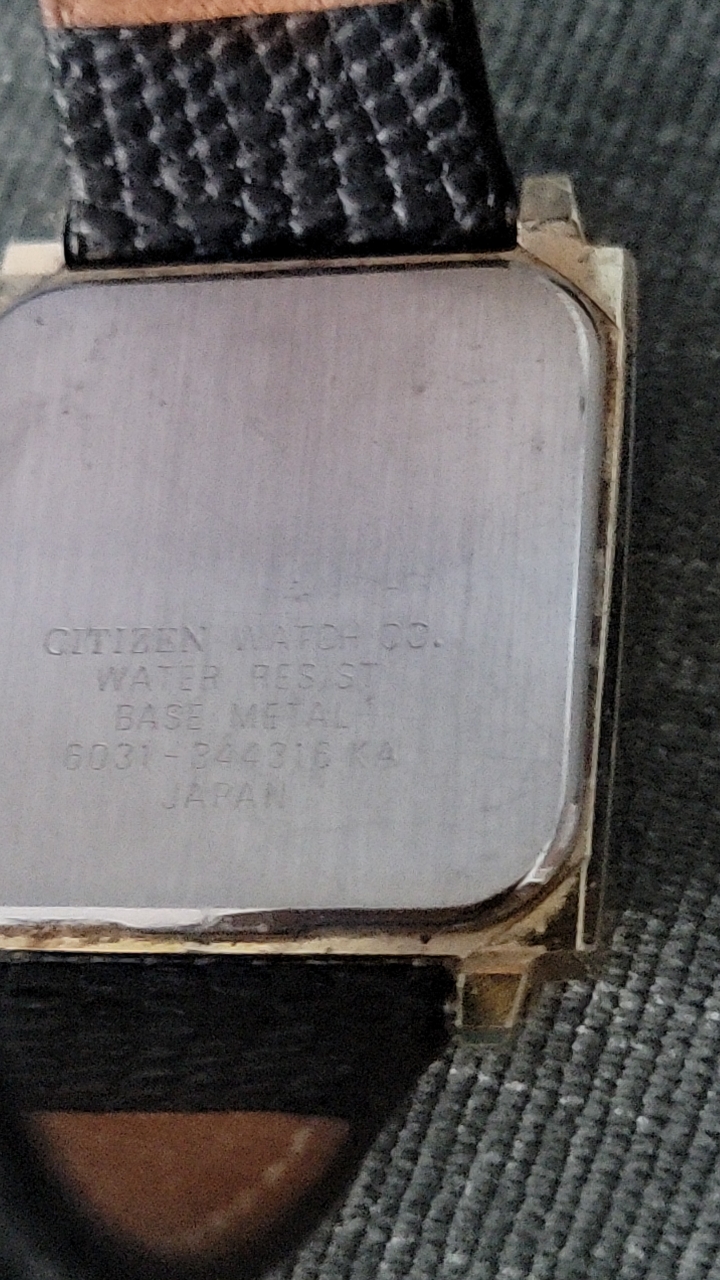 CITIZEN WATCH CO.
WATER RESIST
BASE METAL
6031-344316 KA
JAPAN